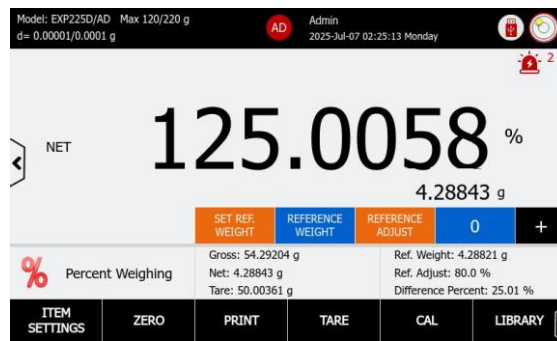 Model: EXP225D/AD Max 120/220 g
d= 0.00001/0.0001 g
AD
Admin
2025-Jul-07 02:25:13 Monday
2
NET
125.0058 %
4.28843 g
SET REF. WEIGHT
REFERENCE WEIGHT
REFERENCE ADJUST
0
+
% Percent Weighing
Gross: 54.29204 g
Net: 4.28843 g
Tare: 50.00361 g
Ref. Weight: 4.28821 g
Ref. Adjust: 80.0 %
Difference Percent: 25.01 %
ITEM SETTINGS
ZERO
PRINT
TARE
CAL
LIBRARY